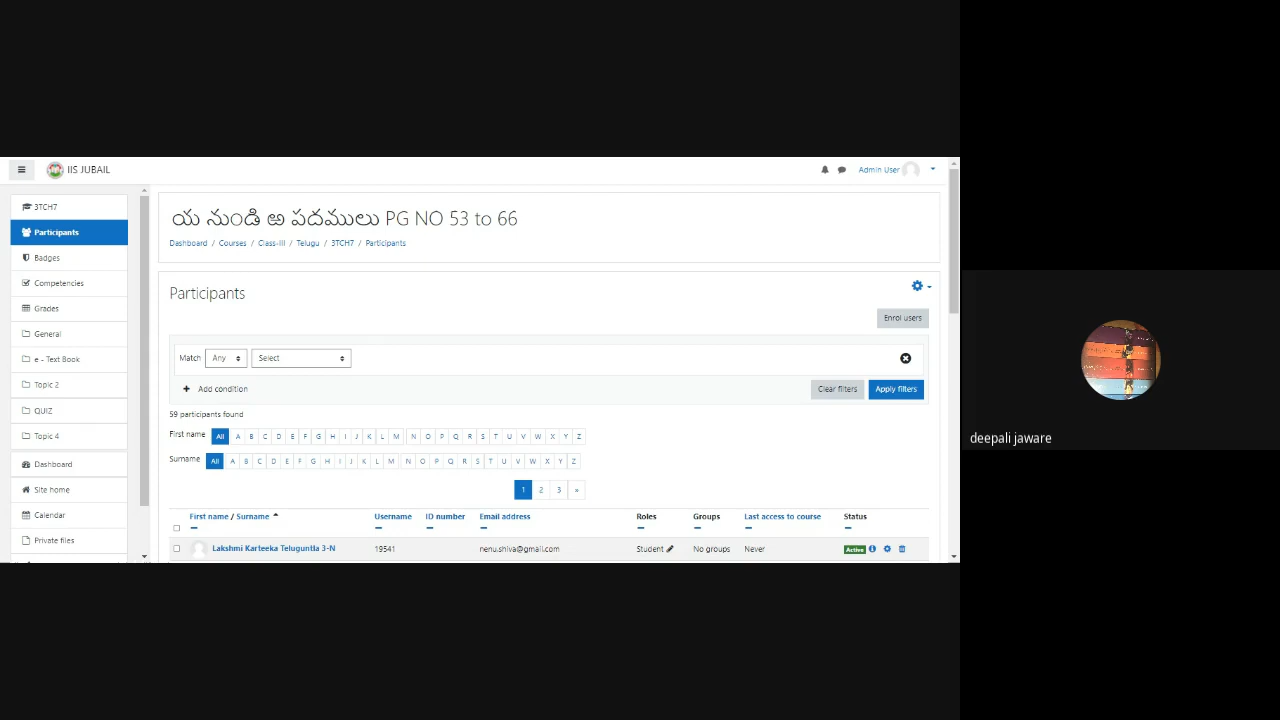 IIS JUBAIL
Admin User
3TCH7
Participants
Badges
Competencies
Grades
General
e - Text Book
Topic 2
QUIZ
Topic 4
Dashboard
Site home
Calendar
Private files
య నుండి ఱ పదములు PG NO 53 to 66
Dashboard / Courses / Class-III / Telugu / 3TCH7 / Participants
Participants
Enrol users
Match Any Select
Add condition Clear filters Apply filters
59 participants found
First name All A B C D E F G H I J K L M N O P Q R S T U V W X Y Z
Surname All A B C D E F G H I J K L M N O P Q R S T U V W X Y Z
1 2 3 »
First name / Surname Username ID number Email address Roles Groups Last access to course Status
Lakshmi Karteeka Teluguntla 3-N 19541 nenu.shiva@gmail.com Student No groups Never Active
deepali jaware